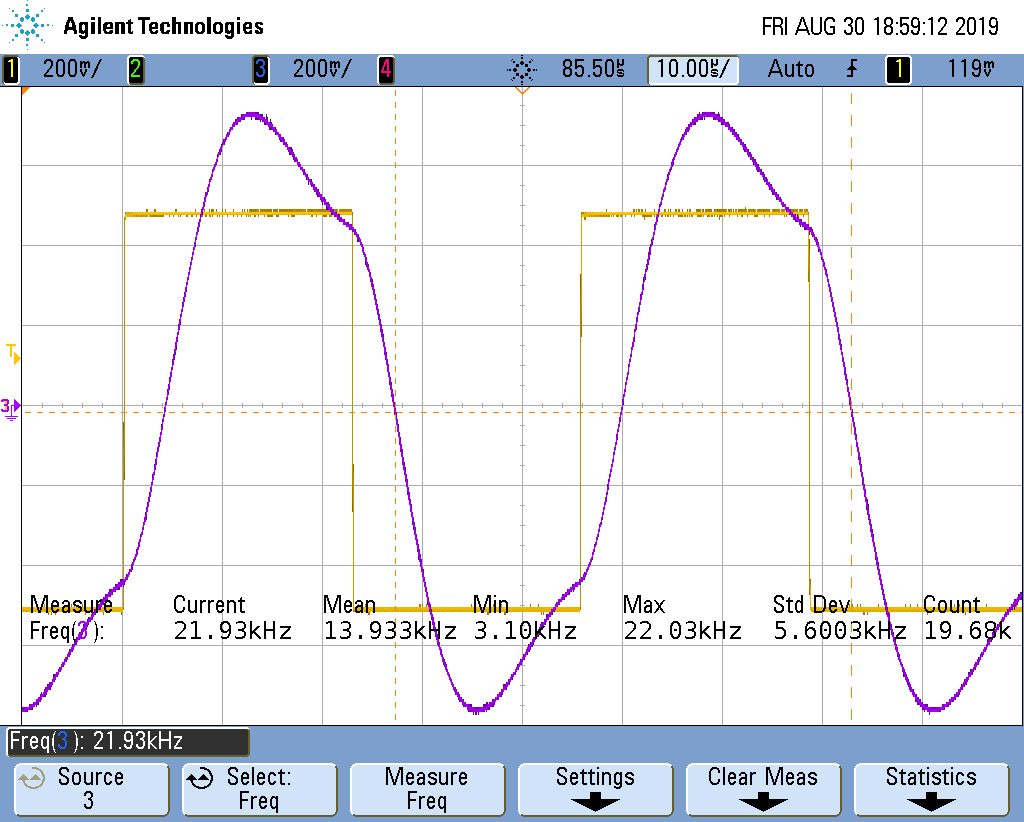 Agilent Technologies FRI AUG 30 18:59:12 2019
1 200mV/ 2 3 200mV/ 4 85.50µs 10.00µs/ Auto 1 119mV
T
3
Measure Current Mean Min Max Std Dev Count
Freq(3): 21.93kHz 13.933kHz 3.10kHz 22.03kHz 5.6003kHz 19.68k
Freq(3): 21.93kHz
Source Select: Measure Settings Clear Meas Statistics
3 Freq Freq